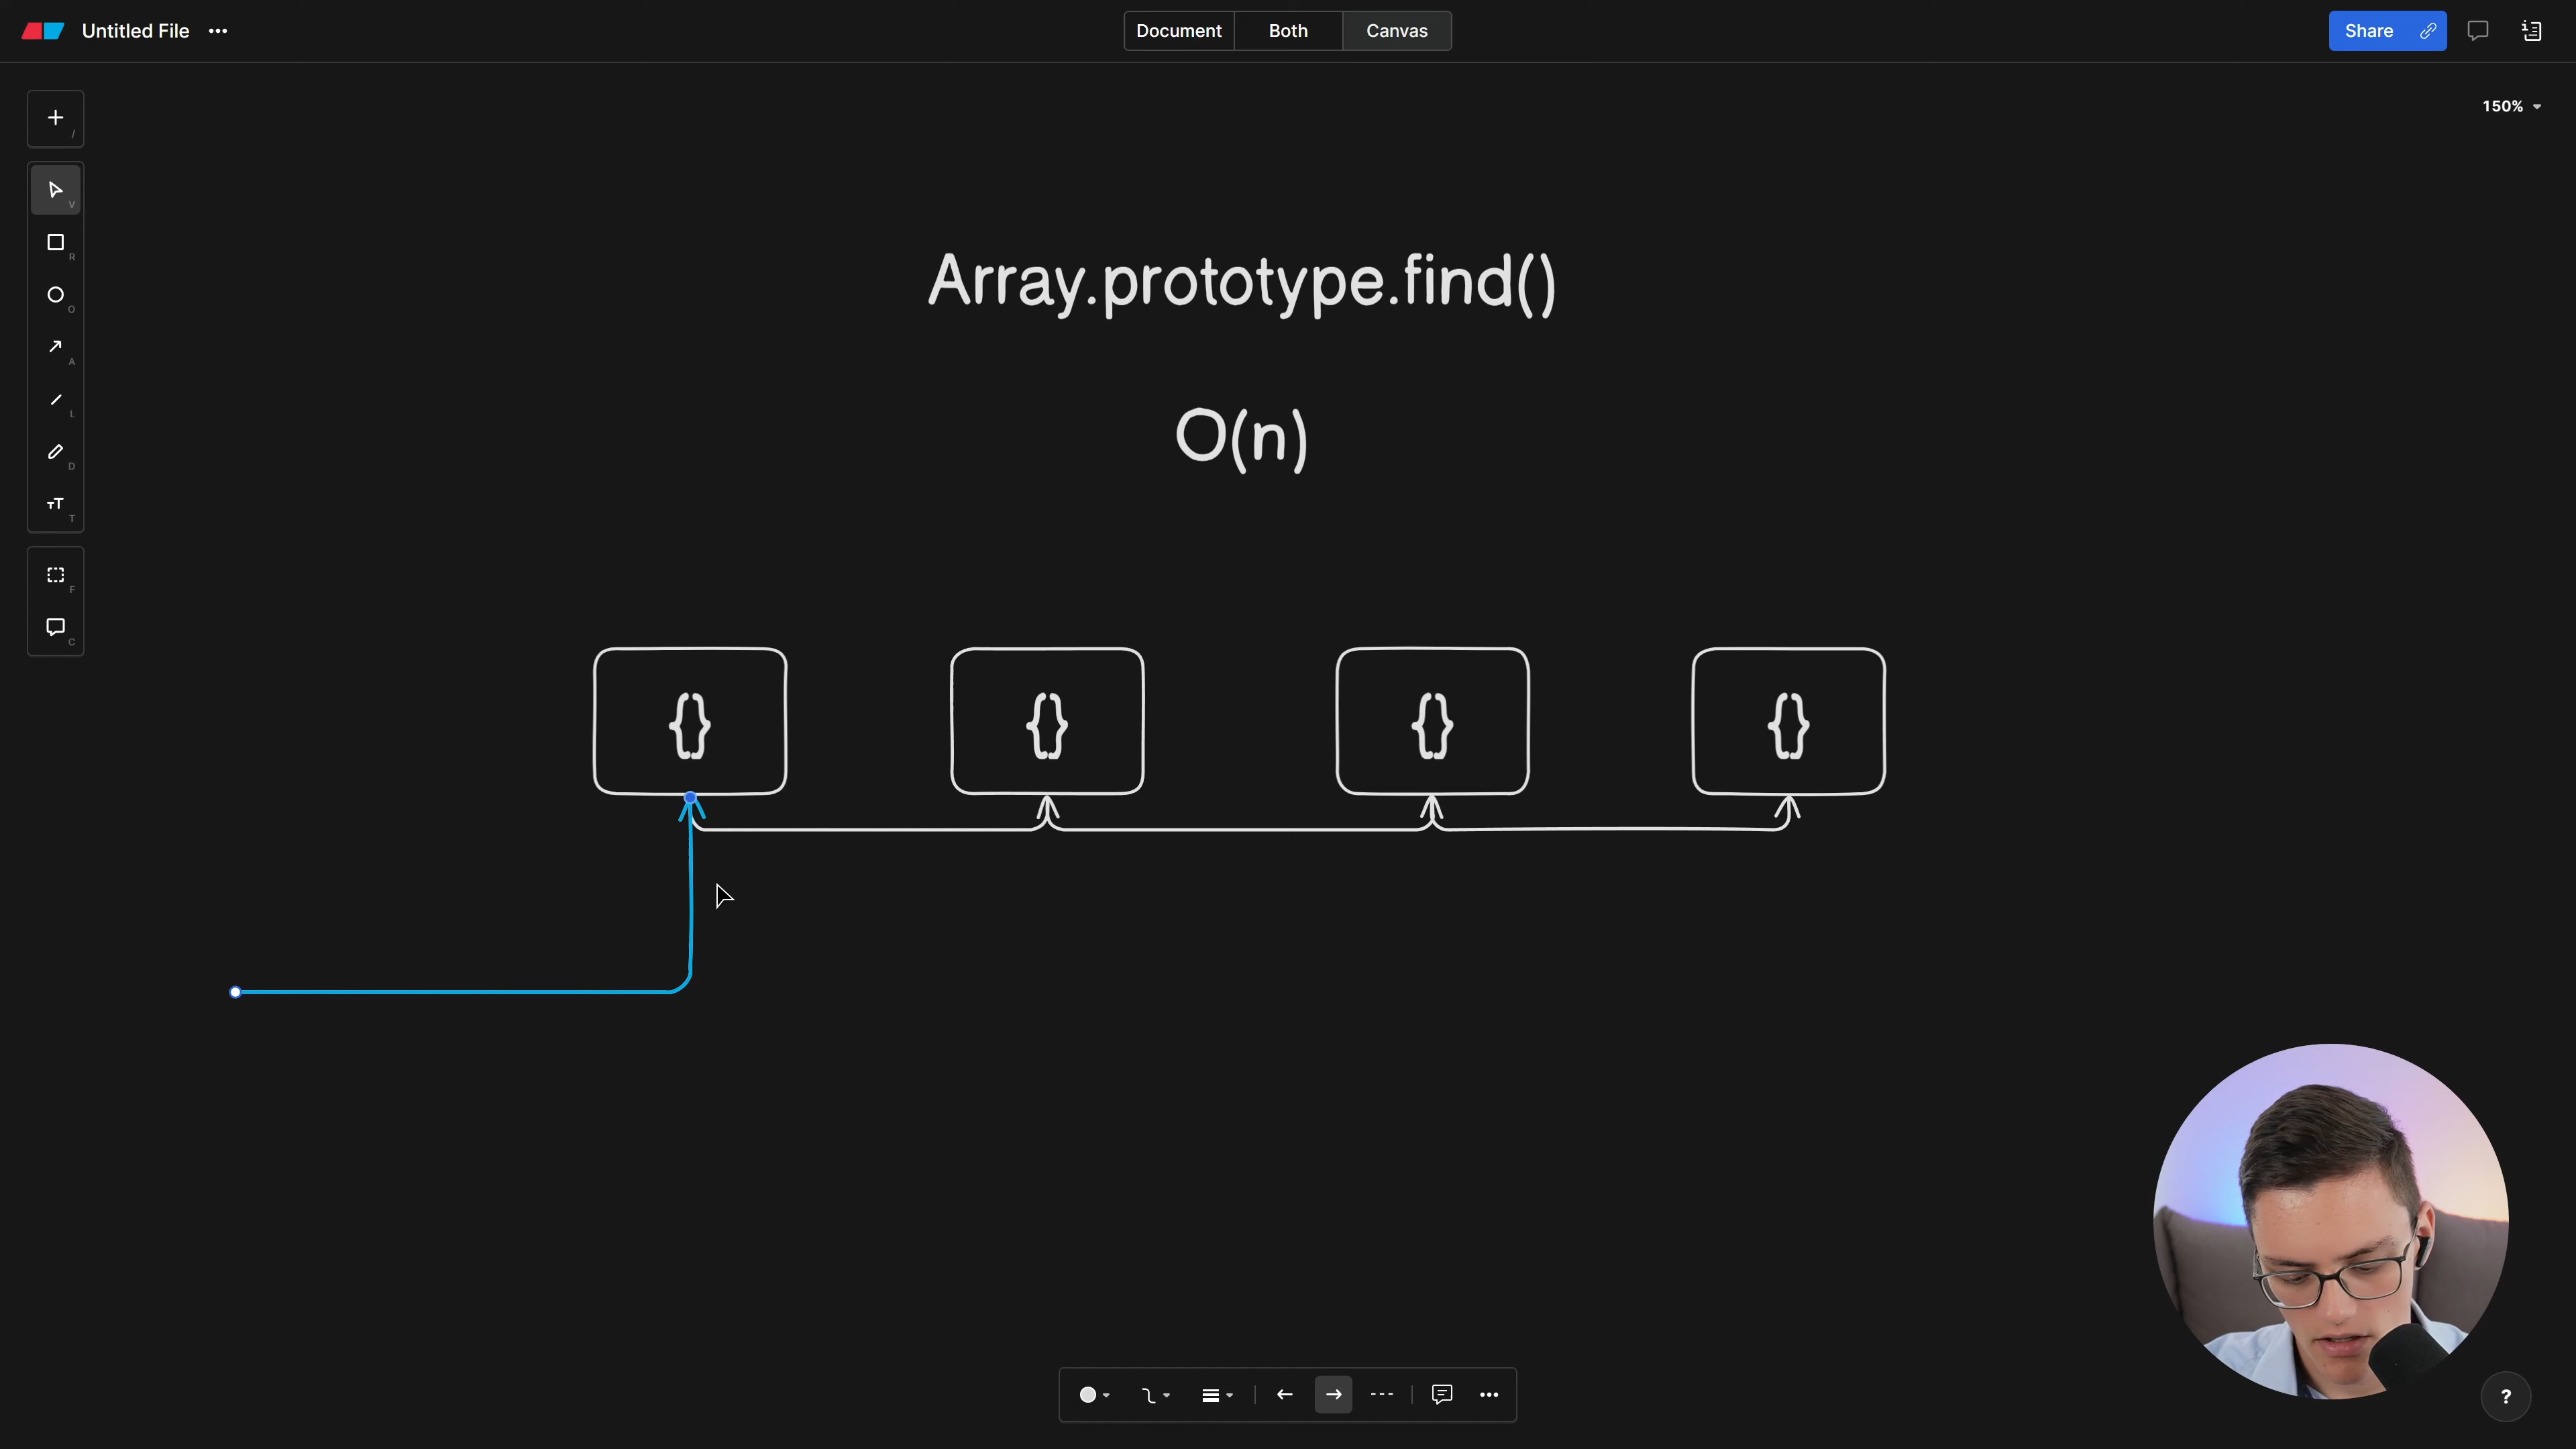 Untitled File
Document Both Canvas
Share
150%
/
V
R
O
A
L
D
T
F
C
Array.prototype.find()
O(n)
{} {} {} {}
?